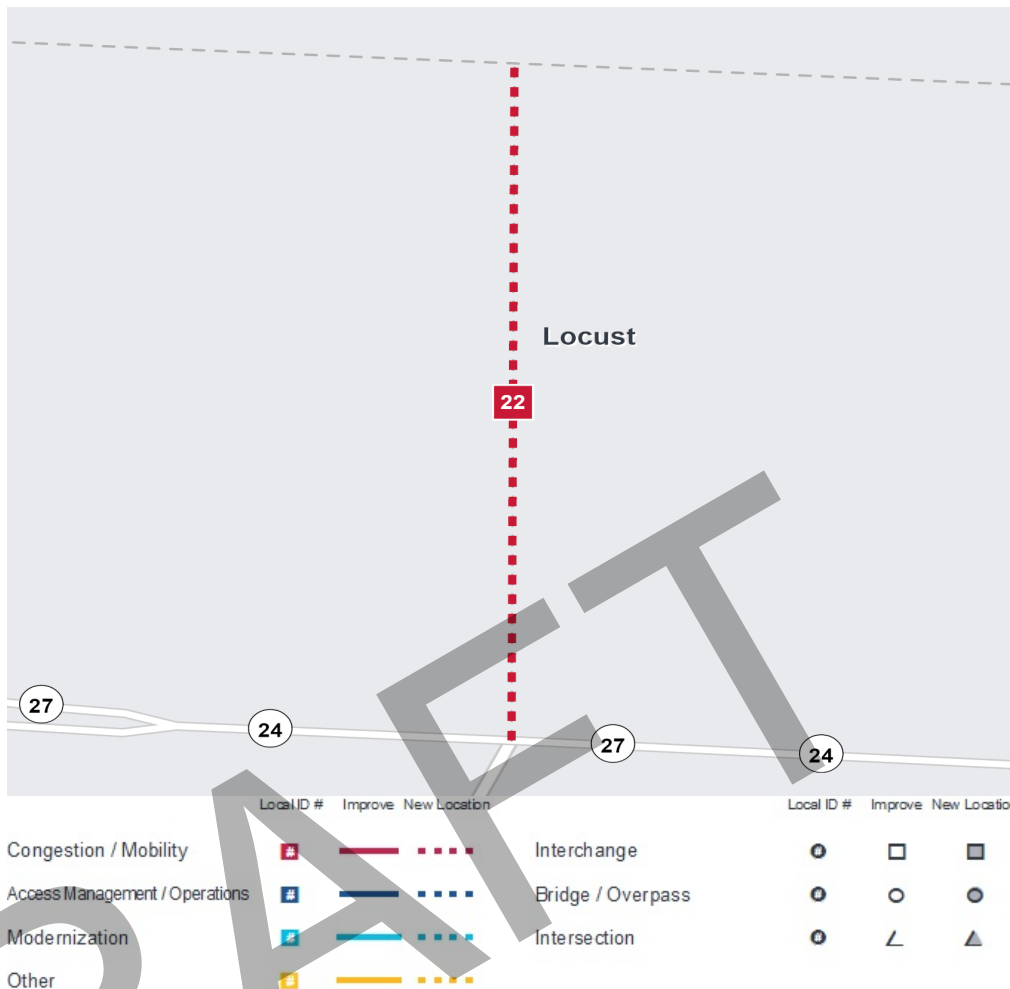 Locust
22
27
24
27
24
Local ID # Improve New Location Local ID # Improve New Locatio
Congestion / Mobility # Interchange #
Access Management / Operations # Bridge / Overpass #
Modernization # Intersection #
Other #
DRAFT